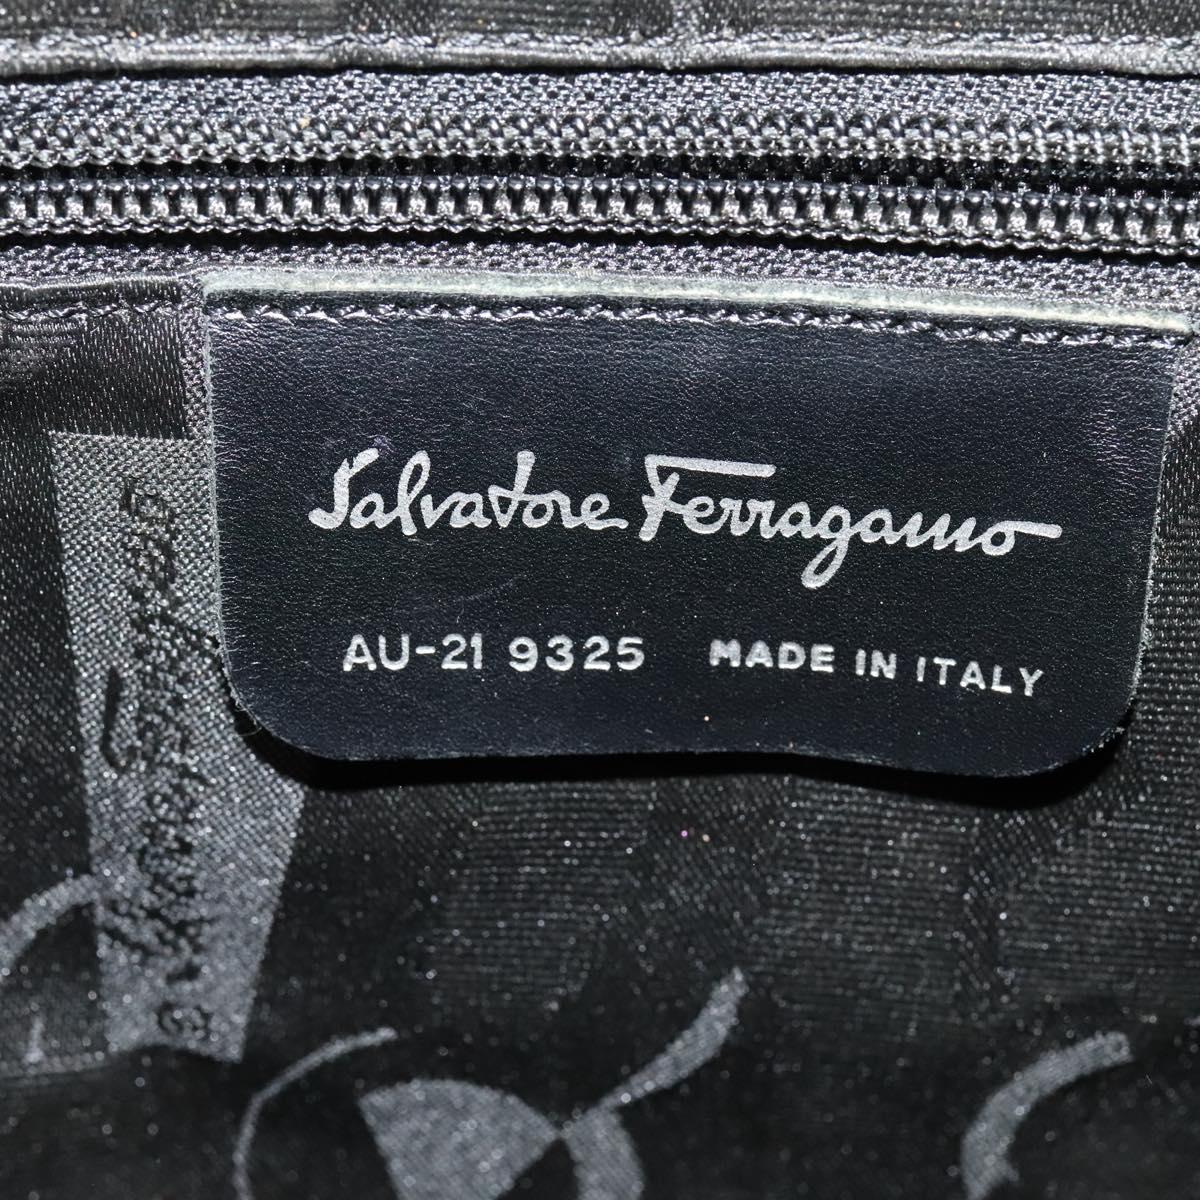 Salvatore Ferragamo
AU-21 9325 MADE IN ITALY